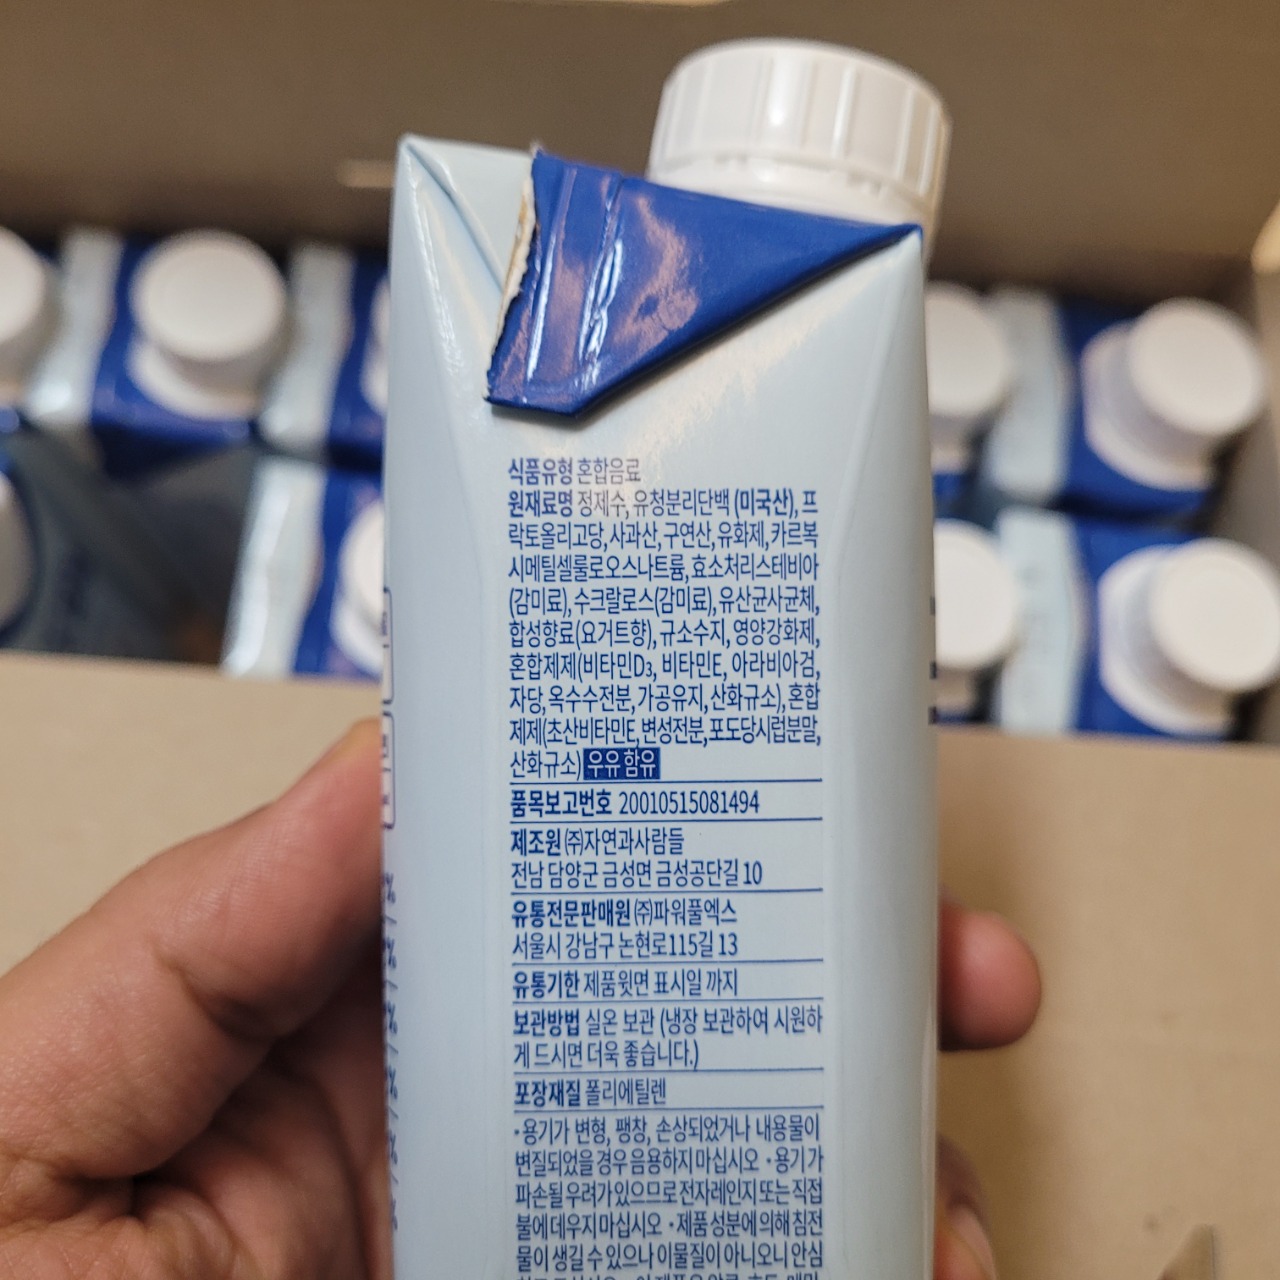 식품유형 혼합음료
원재료명 정제수, 유청분리단백 (미국산), 프
락토올리고당, 사과산, 구연산, 유화제, 카르복
시메틸셀룰로오스나트륨, 효소처리스테비아
(감미료), 수크랄로스(감미료), 유산균사균체,
합성향료(요거트향), 규소수지, 영양강화제,
혼합제제(비타민D₃, 비타민E, 아라비아검,
자당, 옥수수전분, 가공유지, 산화규소), 혼합
제제(초산비타민E, 변성전분, 포도당시럽분말,
산화규소) 우유 함유
품목보고번호 20010515081494
제조원 ㈜자연과사람들
전남 담양군 금성면 금성공단길 10
유통전문판매원 ㈜파워풀엑스
서울시 강남구 논현로115길 13
유통기한 제품윗면 표시일 까지
보관방법 실온 보관 (냉장 보관하여 시원하
게 드시면 더욱 좋습니다.)
포장재질 폴리에틸렌
·용기가 변형, 팽창, 손상되었거나 내용물이
변질되었을 경우 음용하지 마십시오 ·용기가
파손될 우려가 있으므로 전자레인지 또는 직접
불에 데우지 마십시오 ·제품 성분에 의해 침전
물이 생길 수 있으나 이물질이 아니오니 안심